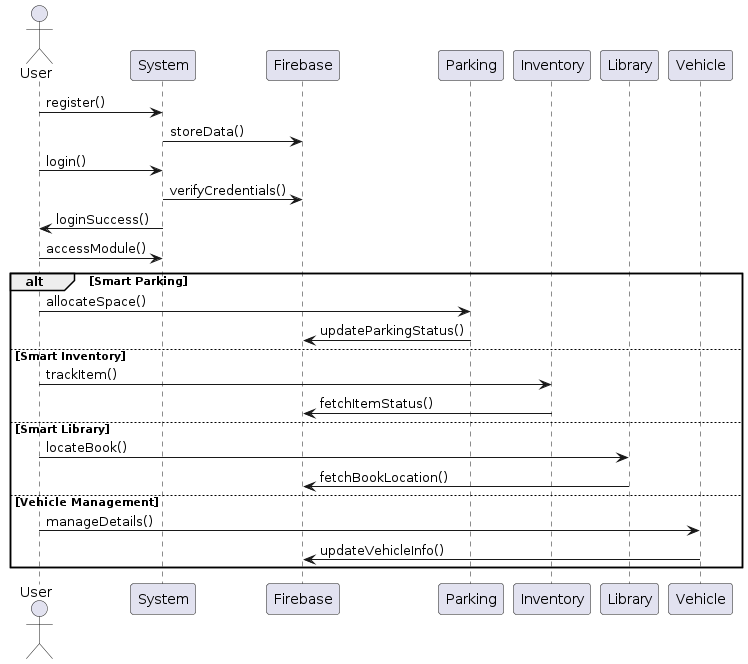 User
System Firebase Parking Inventory Library Vehicle
register()
storeData()
login()
verifyCredentials()
loginSuccess()
accessModule()
alt [Smart Parking]
allocateSpace()
updateParkingStatus()
[Smart Inventory]
trackItem()
fetchItemStatus()
[Smart Library]
locateBook()
fetchBookLocation()
[Vehicle Management]
manageDetails()
updateVehicleInfo()
User
System Firebase Parking Inventory Library Vehicle